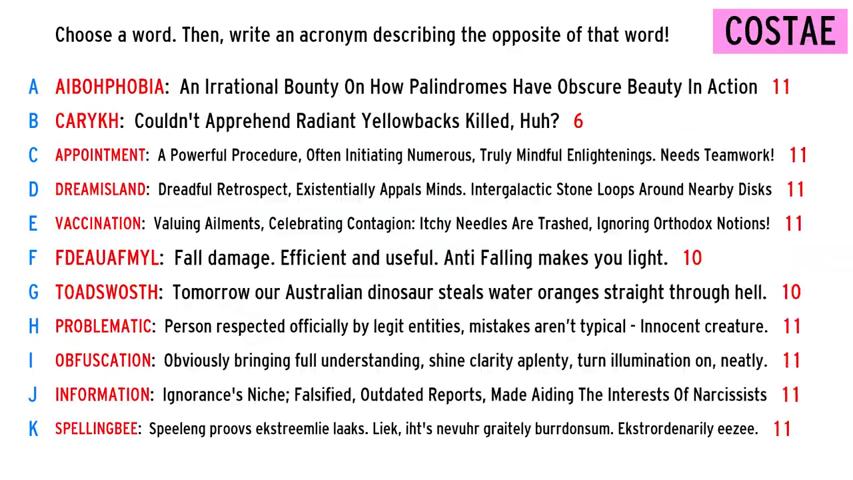 Choose a word. Then, write an acronym describing the opposite of that word!
COSTAE
A AIBOHPHOBIA: An Irrational Bounty On How Palindromes Have Obscure Beauty In Action 11
B CARYKH: Couldn't Apprehend Radiant Yellowbacks Killed, Huh? 6
C APPOINTMENT: A Powerful Procedure, Often Initiating Numerous, Truly Mindful Enlightenings. Needs Teamwork! 11
D DREAMISLAND: Dreadful Retrospect, Existentially Appals Minds. Intergalactic Stone Loops Around Nearby Disks 11
E VACCINATION: Valuing Ailments, Celebrating Contagion: Itchy Needles Are Trashed, Ignoring Orthodox Notions! 11
F FDEAUAFMYL: Fall damage. Efficient and useful. Anti Falling makes you light. 10
G TOADSWOSTH: Tomorrow our Australian dinosaur steals water oranges straight through hell. 10
H PROBLEMATIC: Person respected officially by legit entities, mistakes aren't typical - Innocent creature. 11
I OBFUSCATION: Obviously bringing full understanding, shine clarity aplenty, turn illumination on, neatly. 11
J INFORMATION: Ignorance's Niche; Falsified, Outdated Reports, Made Aiding The Interests Of Narcissists 11
K SPELLINGBEE: Speeleng proovs ekstreemlie laaks. Liek, iht's nevuhr graitely burrdonsum. Ekstrordenarily eezee. 11